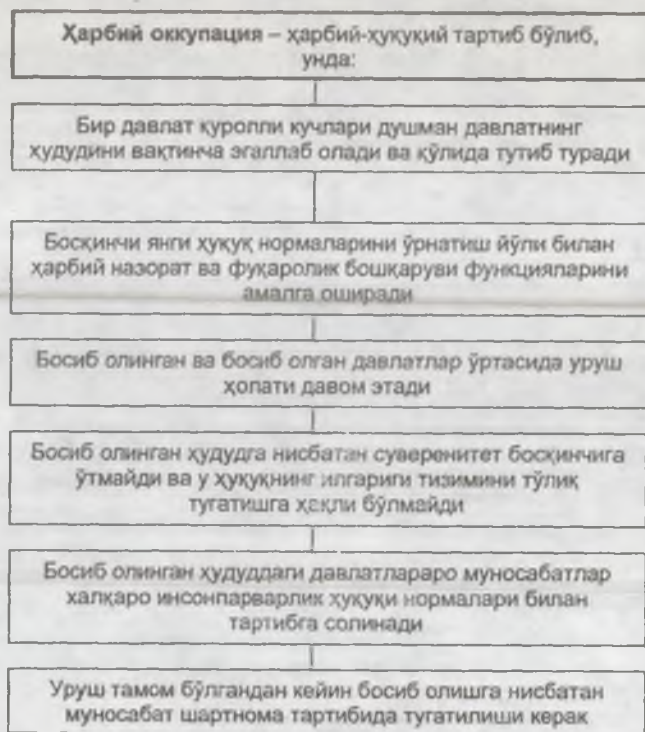 Ҳарбий оккупация – ҳарбий-ҳуқуқий тартиб бўлиб,
унда:
Бир давлат қуролли кучлари душман давлатнинг
ҳудудини вақтинча эгаллаб олади ва қўлида тутиб туради
Босқинчи янги ҳуқуқ нормаларини ўрнатиш йўли билан
ҳарбий назорат ва фуқаролик бошқаруви функцияларини
амалга оширади
Босиб олинган ва босиб олган давлатлар ўртасида уруш
ҳолати давом этади
Босиб олинган ҳудудга нисбатан суверенитет босқинчига
ўтмайди ва у ҳуқуқнинг илгариги тизимини тўлиқ
тугатишга ҳақли бўлмайди
Босиб олинган ҳудуддаги давлатлараро муносабатлар
халқаро инсонпарварлик ҳуқуқи нормалари билан
тартибга солинади
Уруш тамом бўлгандан кейин босиб олишга нисбатан
муносабат шартнома тартибида тугатилиши керак